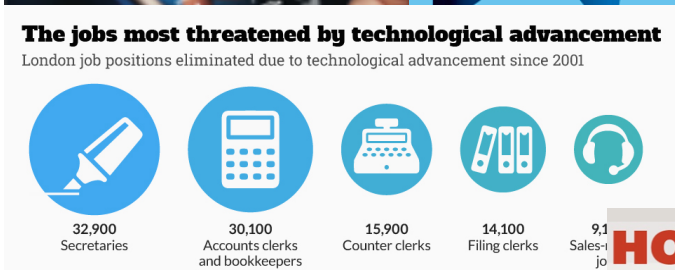 The jobs most threatened by technological advancement
London job positions eliminated due to technological advancement since 2001
32,900
Secretaries
30,100
Accounts clerks
and bookkeepers
15,900
Counter clerks
14,100
Filing clerks